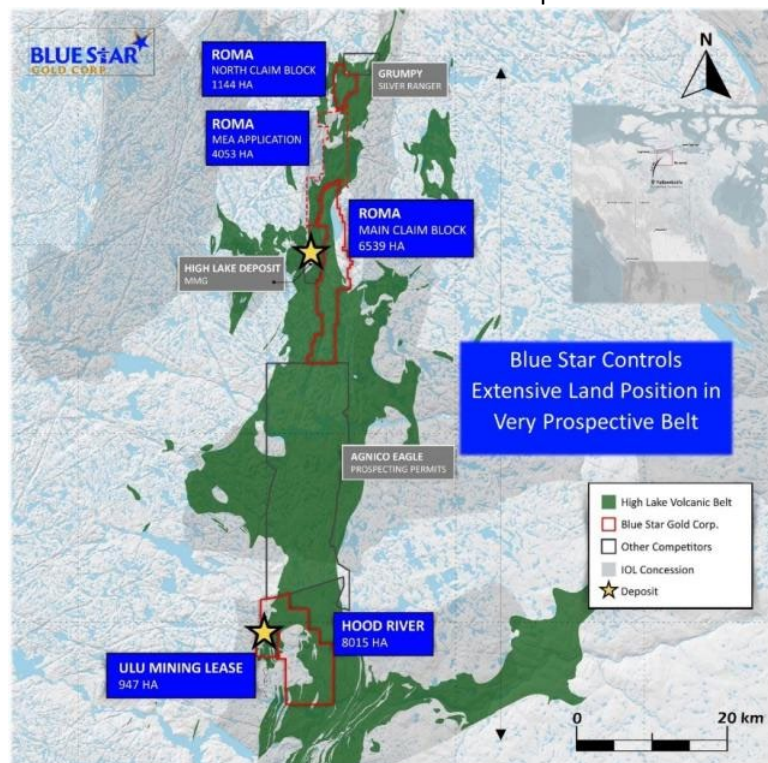 BLUE STAR
GOLD CORP.
ROMA
NORTH CLAIM BLOCK
1144 HA
GRUMPY
SILVER RANGER
N
ROMA
MEA APPLICATION
4053 HA
ROMA
MAIN CLAIM BLOCK
6539 HA
HIGH LAKE DEPOSIT
MMG
Blue Star Controls
Extensive Land Position in
Very Prospective Belt
AGNICO EAGLE
PROSPECTING PERMITS
High Lake Volcanic Belt
Blue Star Gold Corp.
Other Competitors
IOL Concession
Deposit
HOOD RIVER
8015 HA
ULU MINING LEASE
947 HA
0
20 km